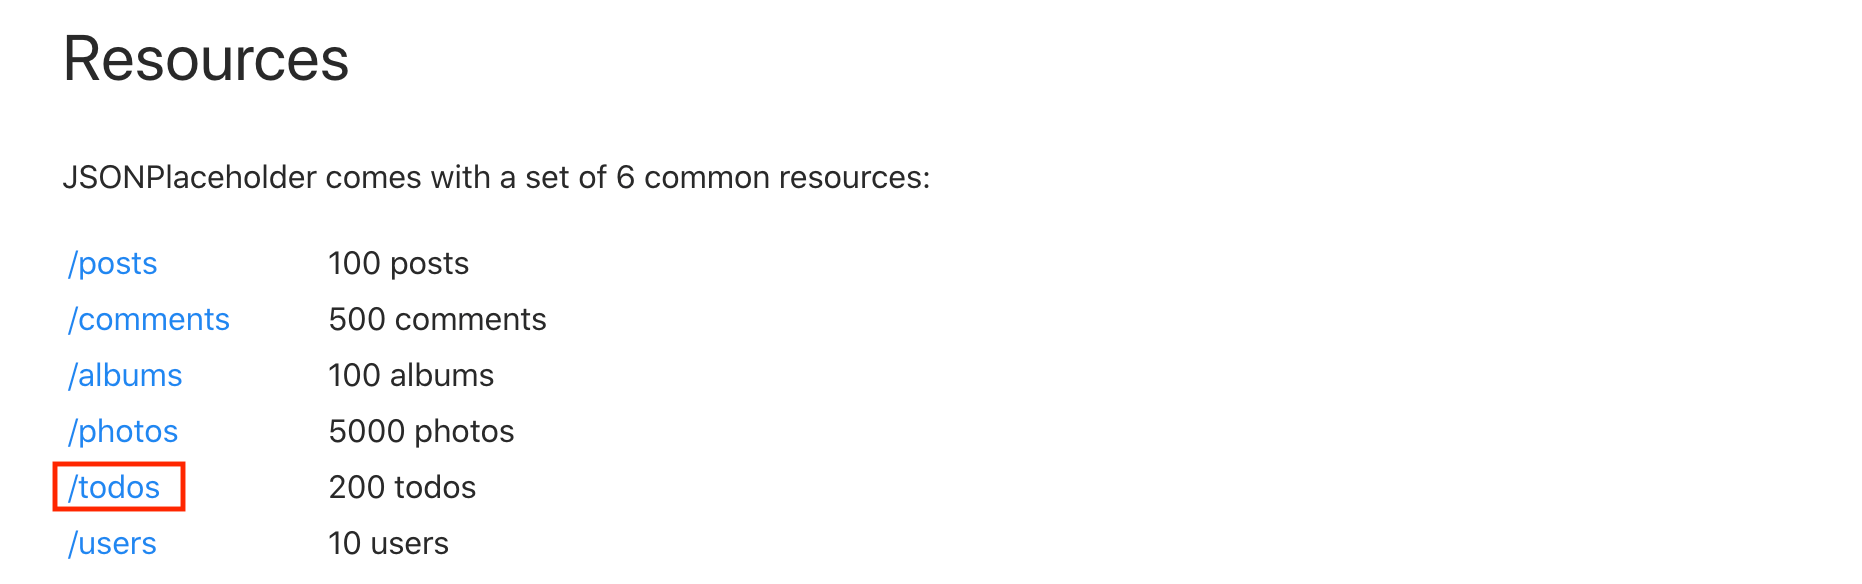 Resources
JSONPlaceholder comes with a set of 6 common resources:
/posts 100 posts
/comments 500 comments
/albums 100 albums
/photos 5000 photos
/todos 200 todos
/users 10 users